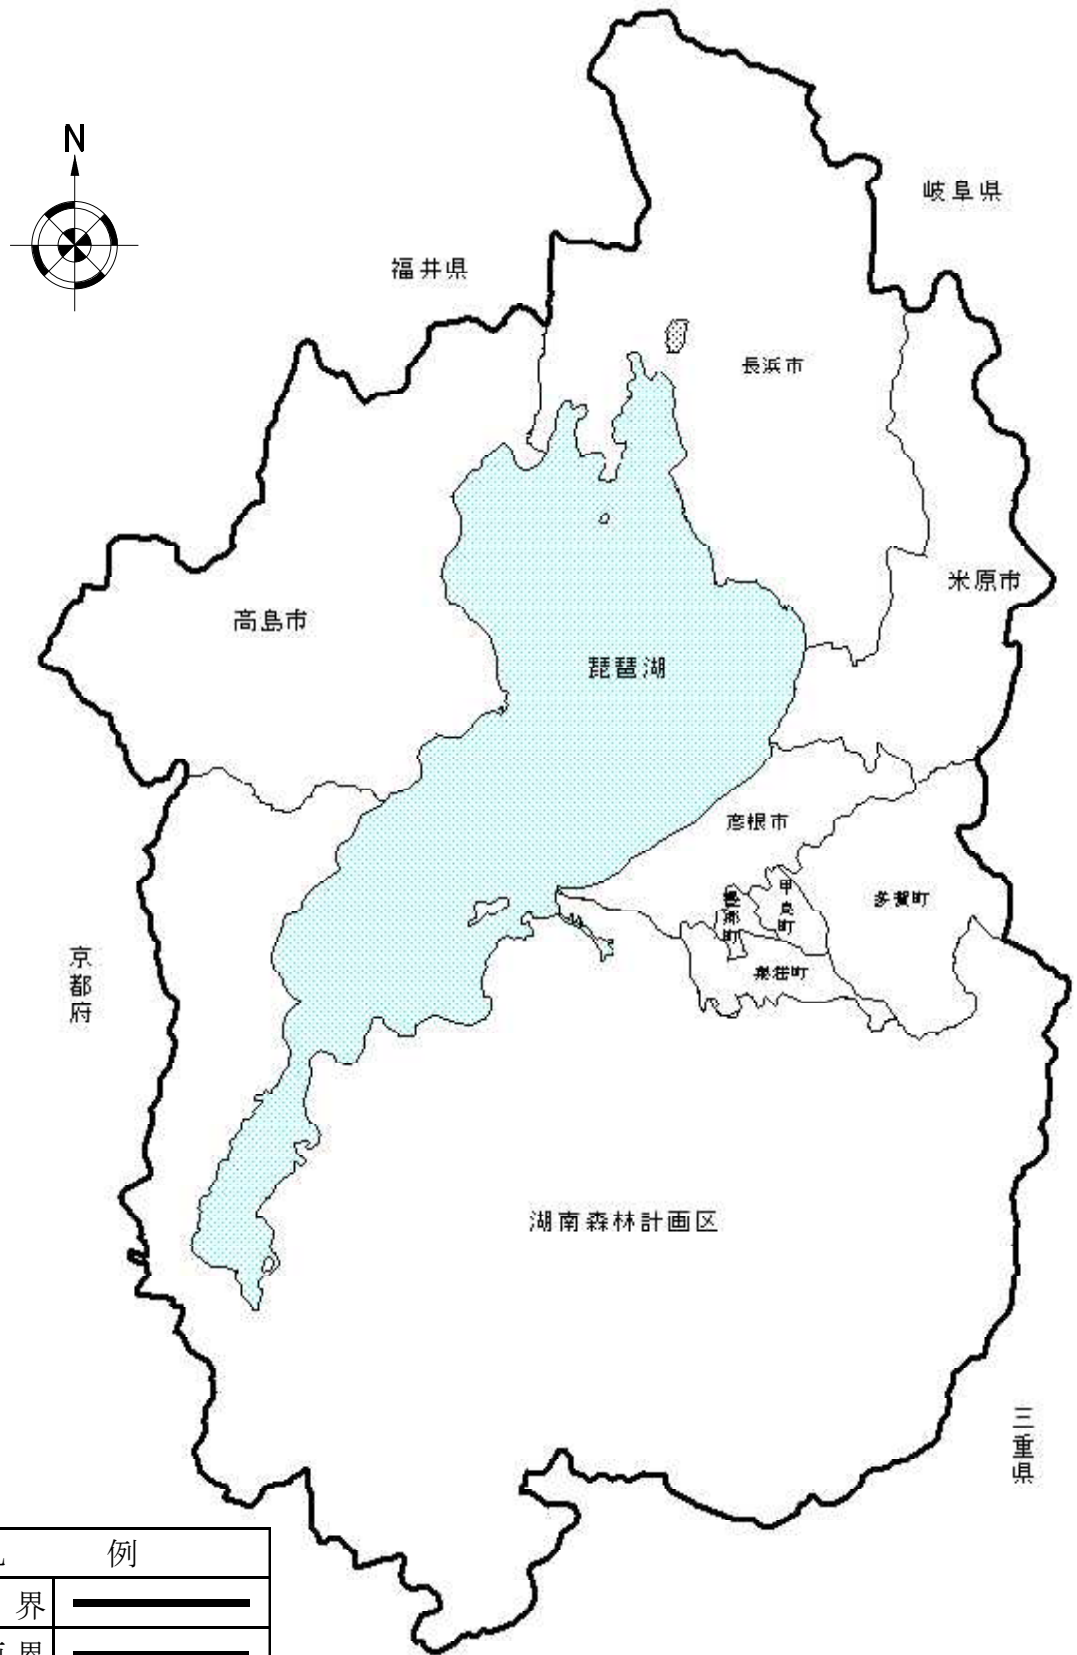 N
岐阜県
福井県
長浜市
米原市
高島市
琵琶湖
彦根市
甲良町
豊郷町
多賀町
愛荘町
京都府
湖南森林計画区
三重県
例
界
界